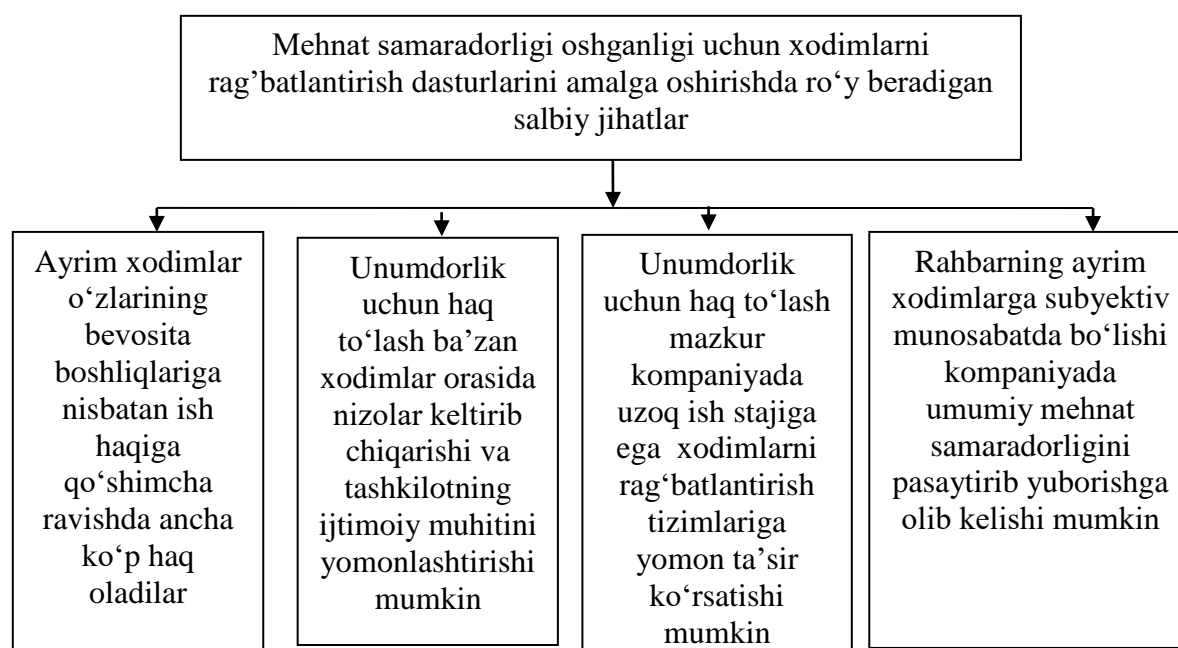 Mehnat samaradorligi oshganligi uchun xodimlarni
rag’batlantirish dasturlarini amalga oshirishda ro‘y beradigan
salbiy jihatlar
Ayrim xodimlar
o‘zlarining
bevosita
boshliqlariga
nisbatan ish
haqiga
qo‘shimcha
ravishda ancha
ko‘p haq
oladilar
Unumdorlik
uchun haq
to‘lash ba’zan
xodimlar orasida
nizolar keltirib
chiqarishi va
tashkilotning
ijtimoiy muhitini
yomonlashtirishi
mumkin
Unumdorlik
uchun haq to‘lash
mazkur
kompaniyada
uzoq ish stajiga
ega xodimlarni
rag‘batlantirish
tizimlariga
yomon ta’sir
ko‘rsatishi
mumkin
Rahbarning ayrim
xodimlarga subyektiv
munosabatda bo‘lishi
kompaniyada
umumiy mehnat
samaradorligini
pasaytirib yuborishga
olib kelishi mumkin